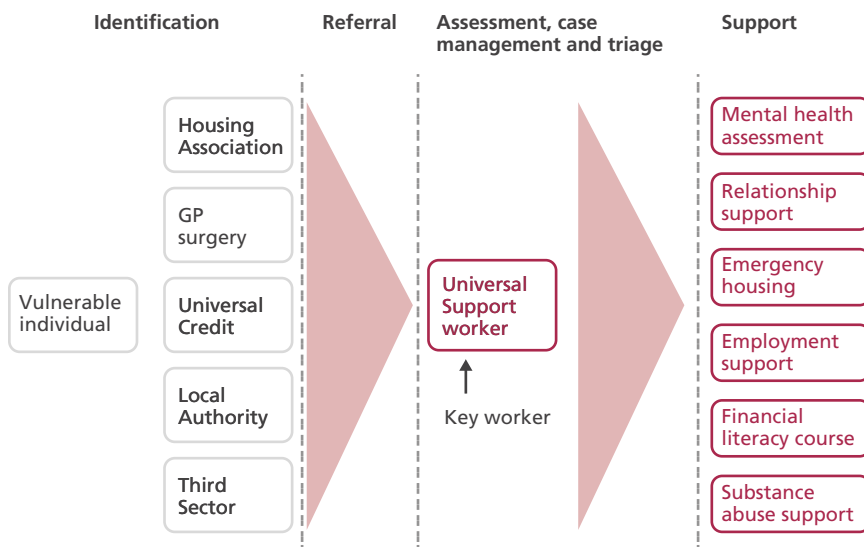 Identification
Referral
Assessment, case
management and triage
Support
Vulnerable
individual
Housing
Association
GP
surgery
Universal
Credit
Local
Authority
Third
Sector
Universal
Support
worker
Key worker
Mental health
assessment
Relationship
support
Emergency
housing
Employment
support
Financial
literacy course
Substance
abuse support